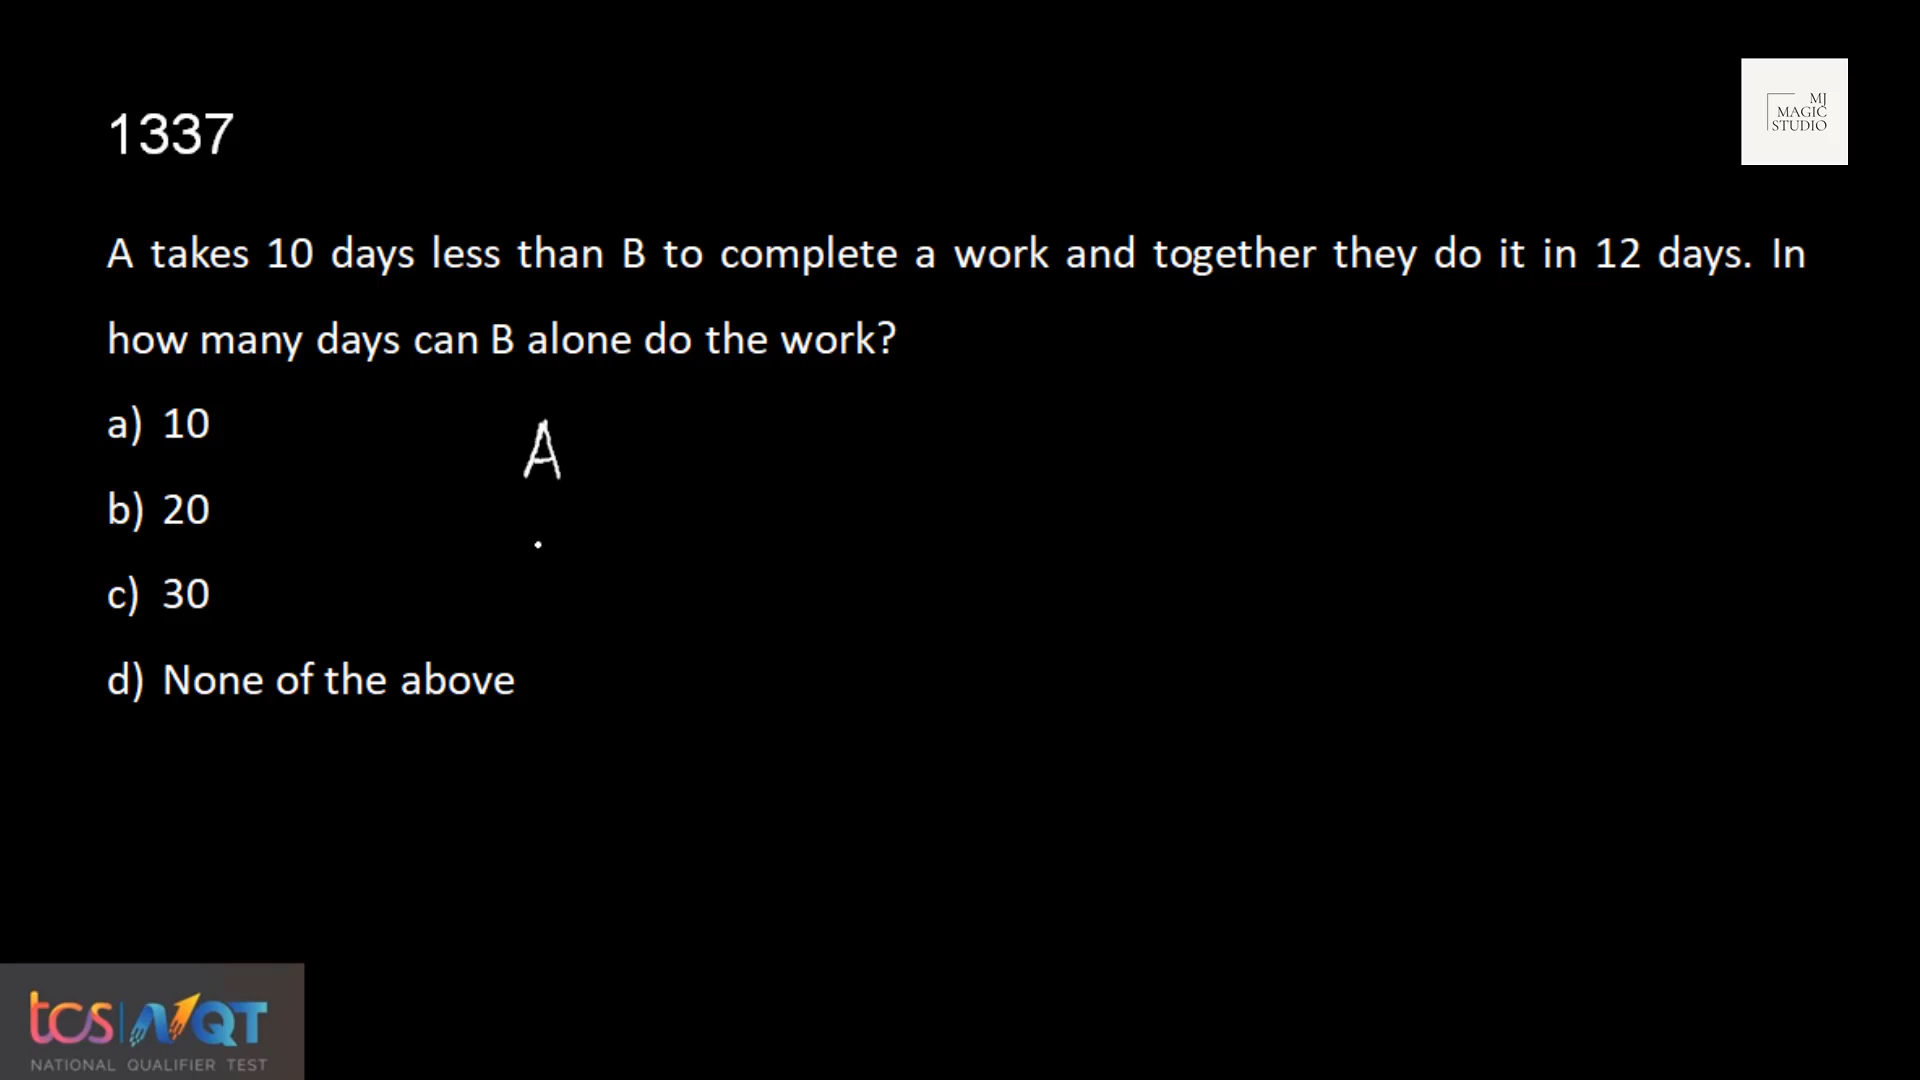 MJ
MAGIC
STUDIO
1337
A takes 10 days less than B to complete a work and together they do it in 12 days. In
how many days can B alone do the work?
a) 10
A
b) 20
c) 30
d) None of the above
tcs NQT
NATIONAL QUALIFIER TEST